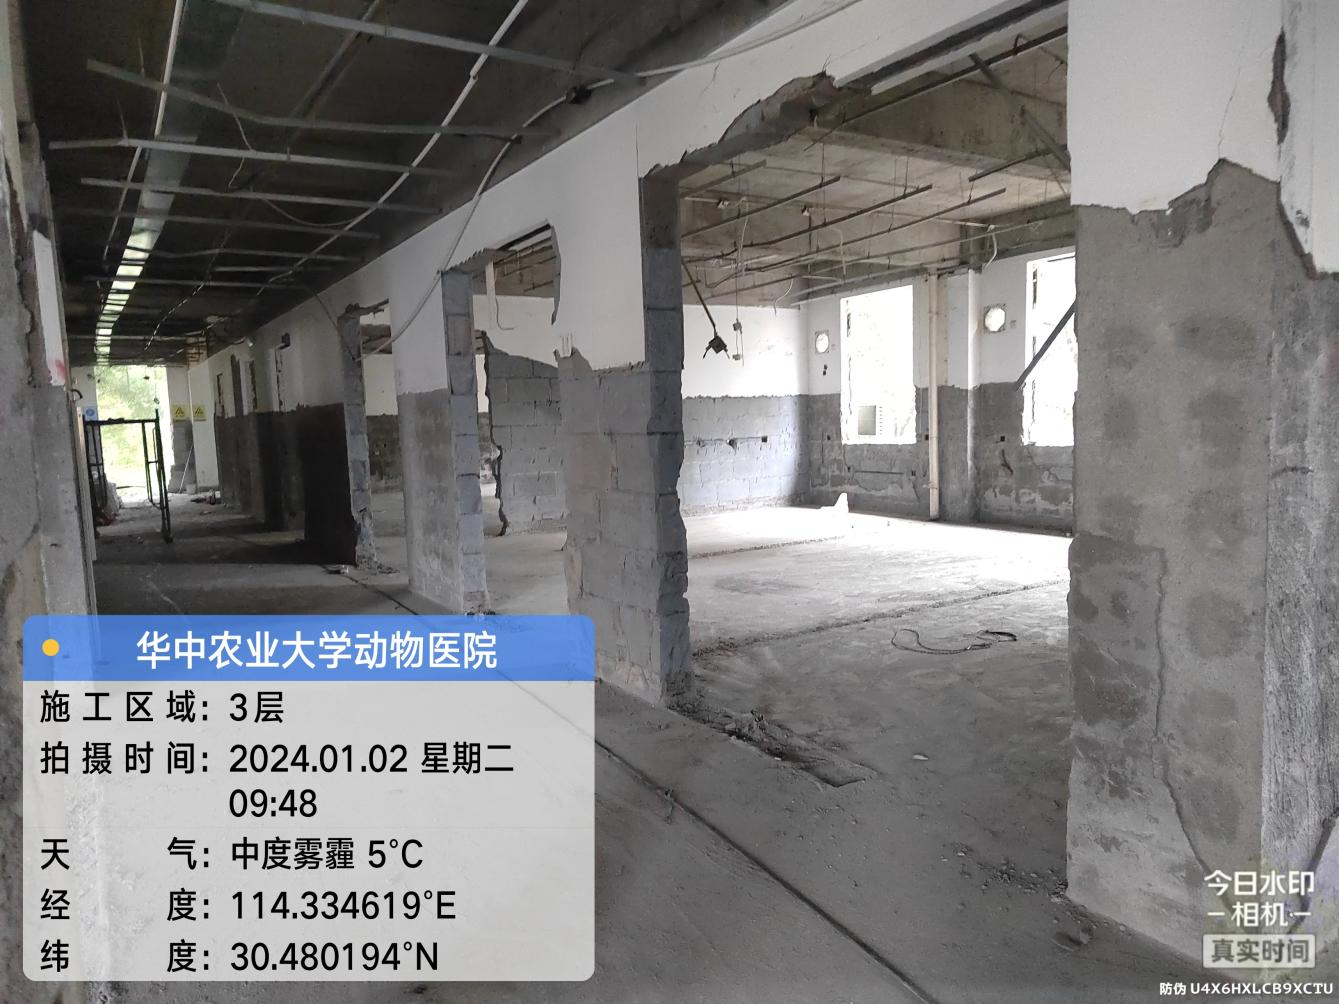 华中农业大学动物医院
施工区域：3层
拍摄时间：2024.01.02 星期二
09:48
天气：中度雾霾 5°C
经度：114.334619°E
纬度：30.480194°N
今日水印
-相机-
真实时间
防伪 U4X6HXLCB9XCTU